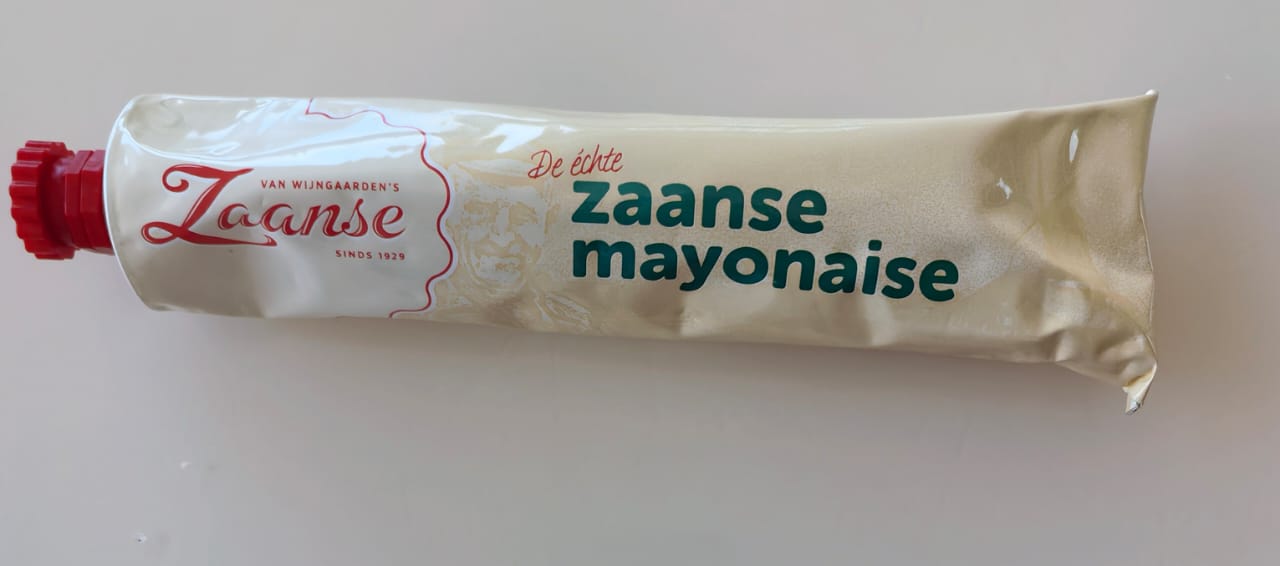 VAN WIJNGAARDEN'S
Zaanse
SINDS 1929
De échte
zaanse
mayonaise